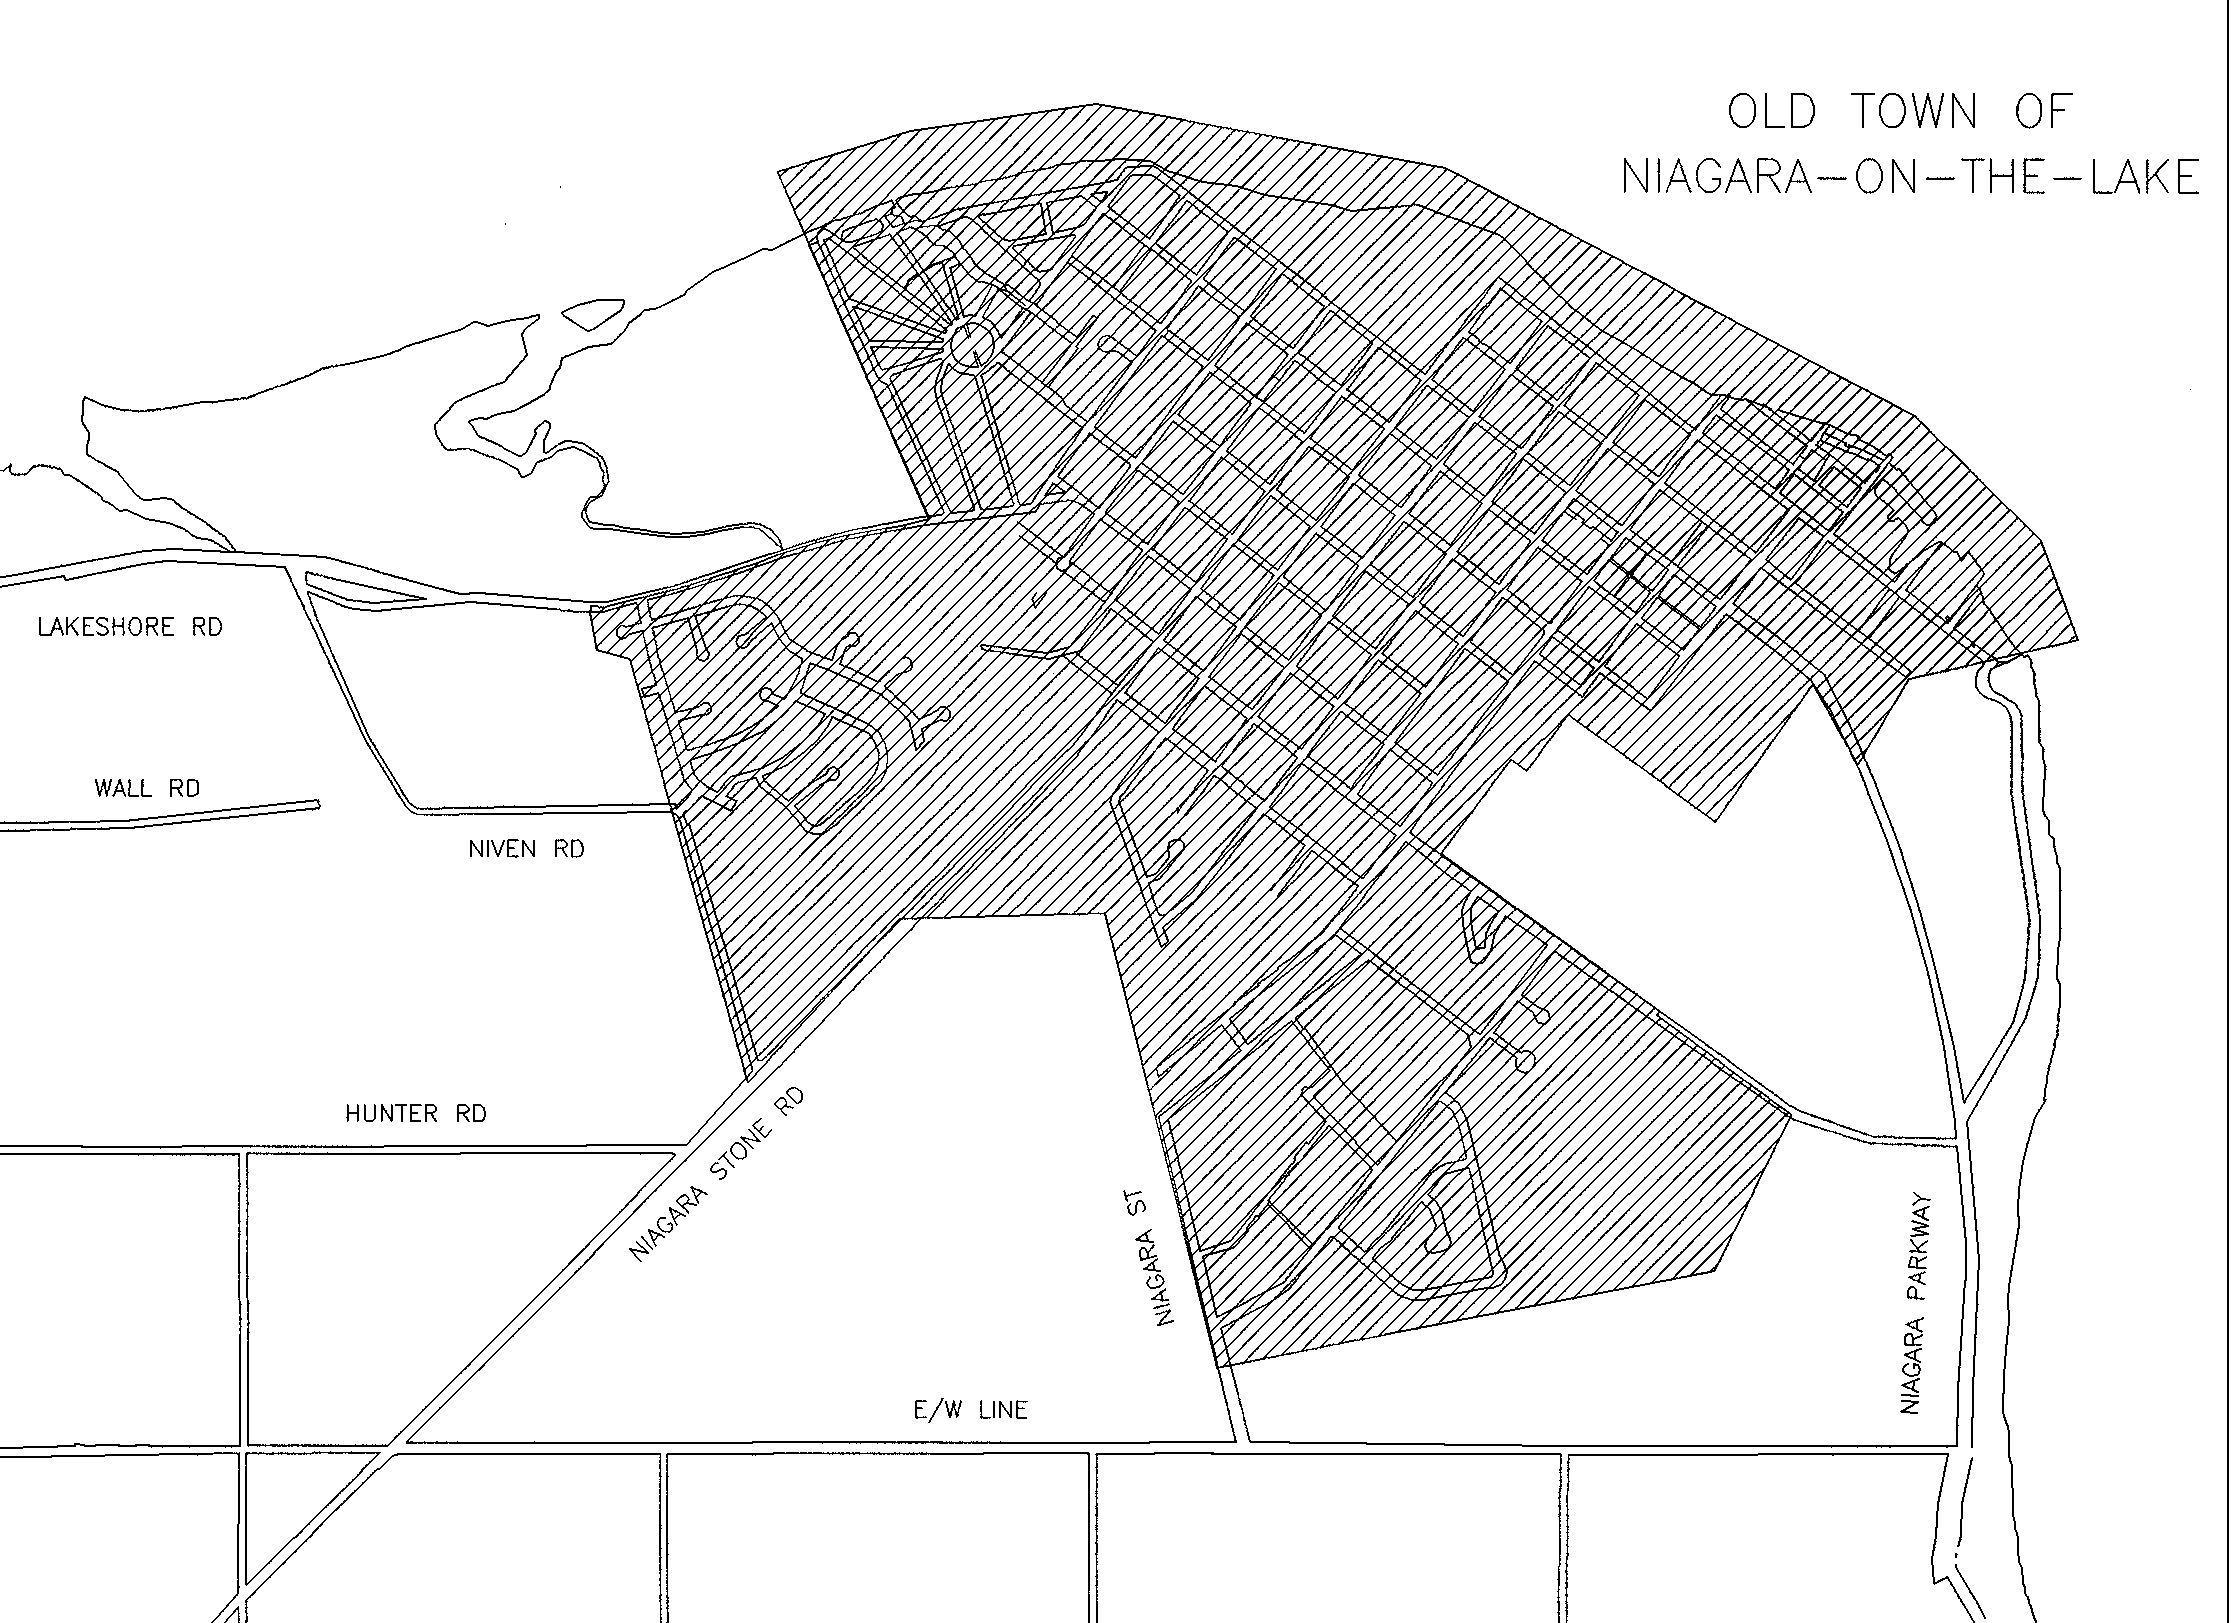 OLD TOWN OF
NIAGARA-ON-THE-LAKE
LAKESHORE RD
WALL RD
NIVEN RD
HUNTER RD
NIAGARA STONE RD
NIAGARA ST
NIAGARA PARKWAY
E/W LINE